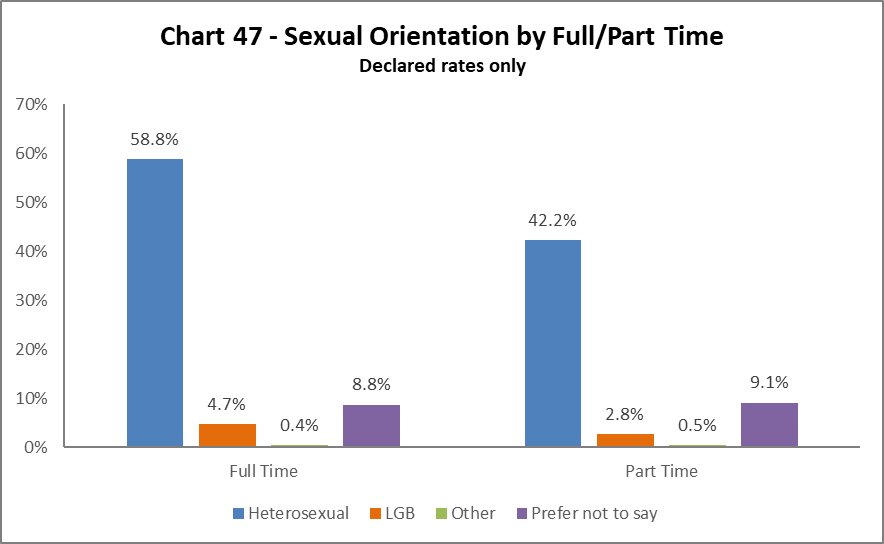 Chart 47 - Sexual Orientation by Full/Part Time
Declared rates only
70%
60%
50%
40%
30%
20%
10%
0%
58.8%
4.7%
0.4%
8.8%
42.2%
2.8%
0.5%
9.1%
Full Time
Part Time
Heterosexual
LGB
Other
Prefer not to say